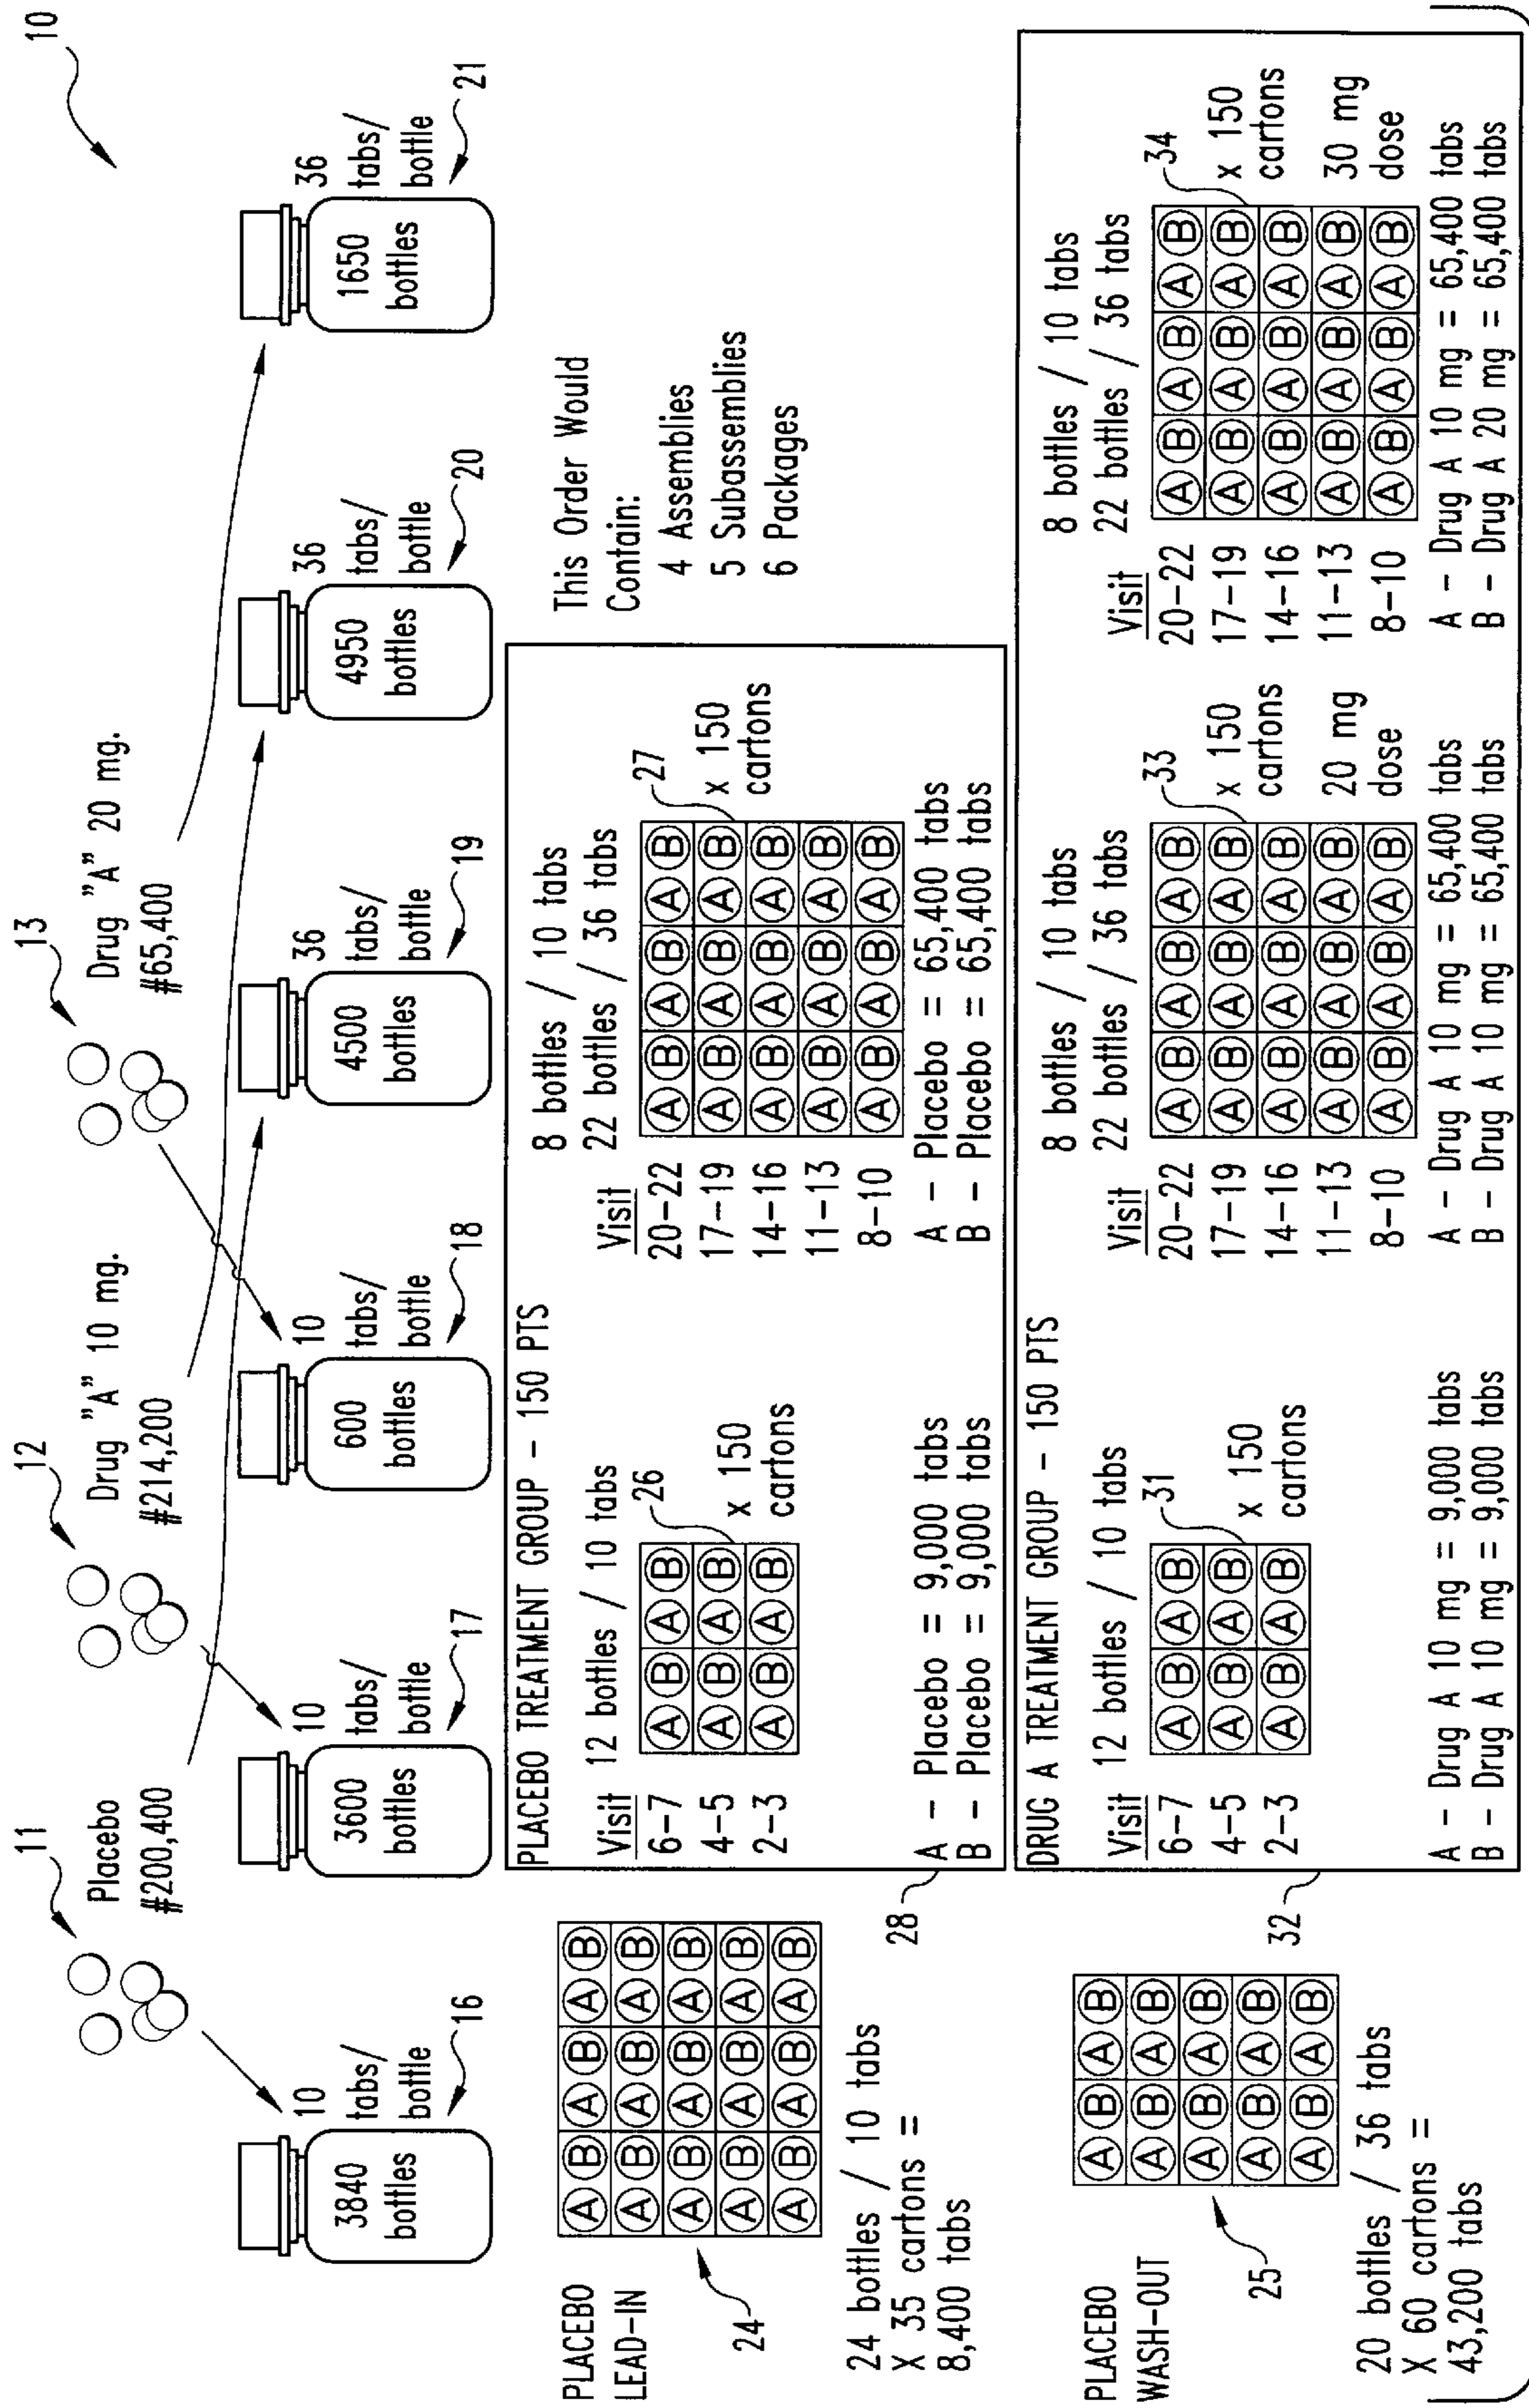 10
11
Placebo
#200,400
12
Drug "A" 10 mg.
#214,200
13
Drug "A" 20 mg.
#65,400
3840
bottles
10
tabs/
bottle
16
3600
bottles
10
tabs/
bottle
17
600
bottles
10
tabs/
bottle
18
4500
bottles
36
tabs/
bottle
19
4950
bottles
36
tabs/
bottle
20
1650
bottles
36
tabs/
bottle
21
This Order Would
Contain:
4 Assemblies
5 Subassemblies
6 Packages
PLACEBO
LEAD-IN
A B A B A B
A B A B A B
A B A B A B
A B A B A B
A B A B A B
24
24 bottles / 10 tabs
X 35 cartons =
8,400 tabs
PLACEBO TREATMENT GROUP - 150 PTS
12 bottles / 10 tabs
Visit
6-7 A B A B
4-5 A B A B
2-3 A B A B
26
x 150
cartons
A - Placebo = 9,000 tabs
B - Placebo = 9,000 tabs
8 bottles / 10 tabs
22 bottles / 36 tabs
Visit
20-22 A B A B A B
17-19 A B A B A B
14-16 A B A B A B
11-13 A B A B A B
8-10 A B A B A B
27
x 150
cartons
A - Placebo = 65,400 tabs
B - Placebo = 65,400 tabs
28
PLACEBO
WASH-OUT
A B A B
A B A B
A B A B
A B A B
A B A B
25
20 bottles / 36 tabs
X 60 cartons =
43,200 tabs
DRUG A TREATMENT GROUP - 150 PTS
12 bottles / 10 tabs
Visit
6-7 A B A B
4-5 A B A B
2-3 A B A B
31
x 150
cartons
A - Drug A 10 mg = 9,000 tabs
B - Drug A 10 mg = 9,000 tabs
32
8 bottles / 10 tabs
22 bottles / 36 tabs
Visit
20-22 A B A B A B
17-19 A B A B A B
14-16 A B A B A B
11-13 A B A B A B
8-10 A B A B A B
33
x 150
cartons
20 mg
dose
A - Drug A 10 mg = 65,400 tabs
B - Drug A 10 mg = 65,400 tabs
8 bottles / 10 tabs
22 bottles / 36 tabs
Visit
20-22 A B A B A B
17-19 A B A B A B
14-16 A B A B A B
11-13 A B A B A B
8-10 A B A B A B
34
x 150
cartons
30 mg
dose
A - Drug A 10 mg = 65,400 tabs
B - Drug A 20 mg = 65,400 tabs